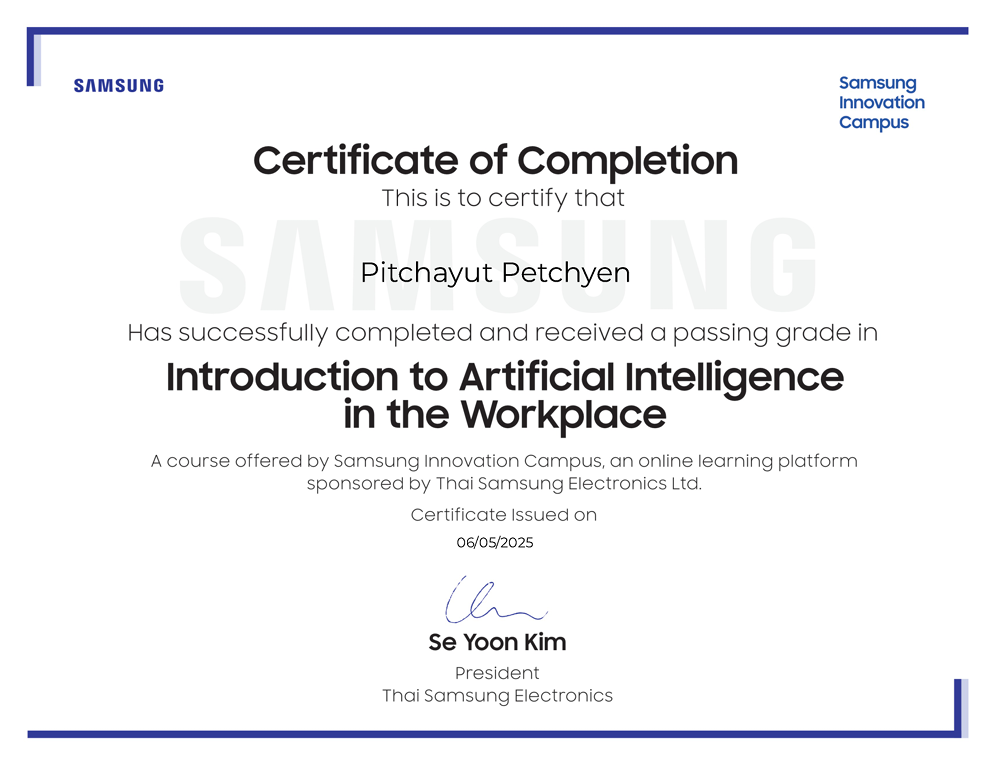 SAMSUNG
Samsung
Innovation
Campus
Certificate of Completion
This is to certify that
SAMSUNG
Pitchayut Petchyen
Has successfully completed and received a passing grade in
Introduction to Artificial Intelligence
in the Workplace
A course offered by Samsung Innovation Campus, an online learning platform
sponsored by Thai Samsung Electronics Ltd.
Certificate Issued on
06/05/2025
Se Yoon Kim
President
Thai Samsung Electronics